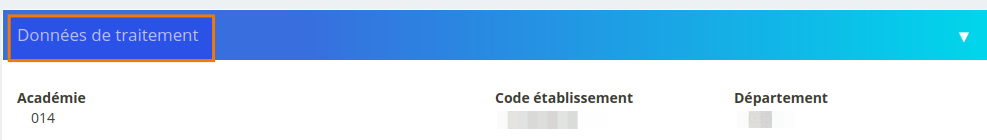 Données de traitement
Académie Code établissement Département
014